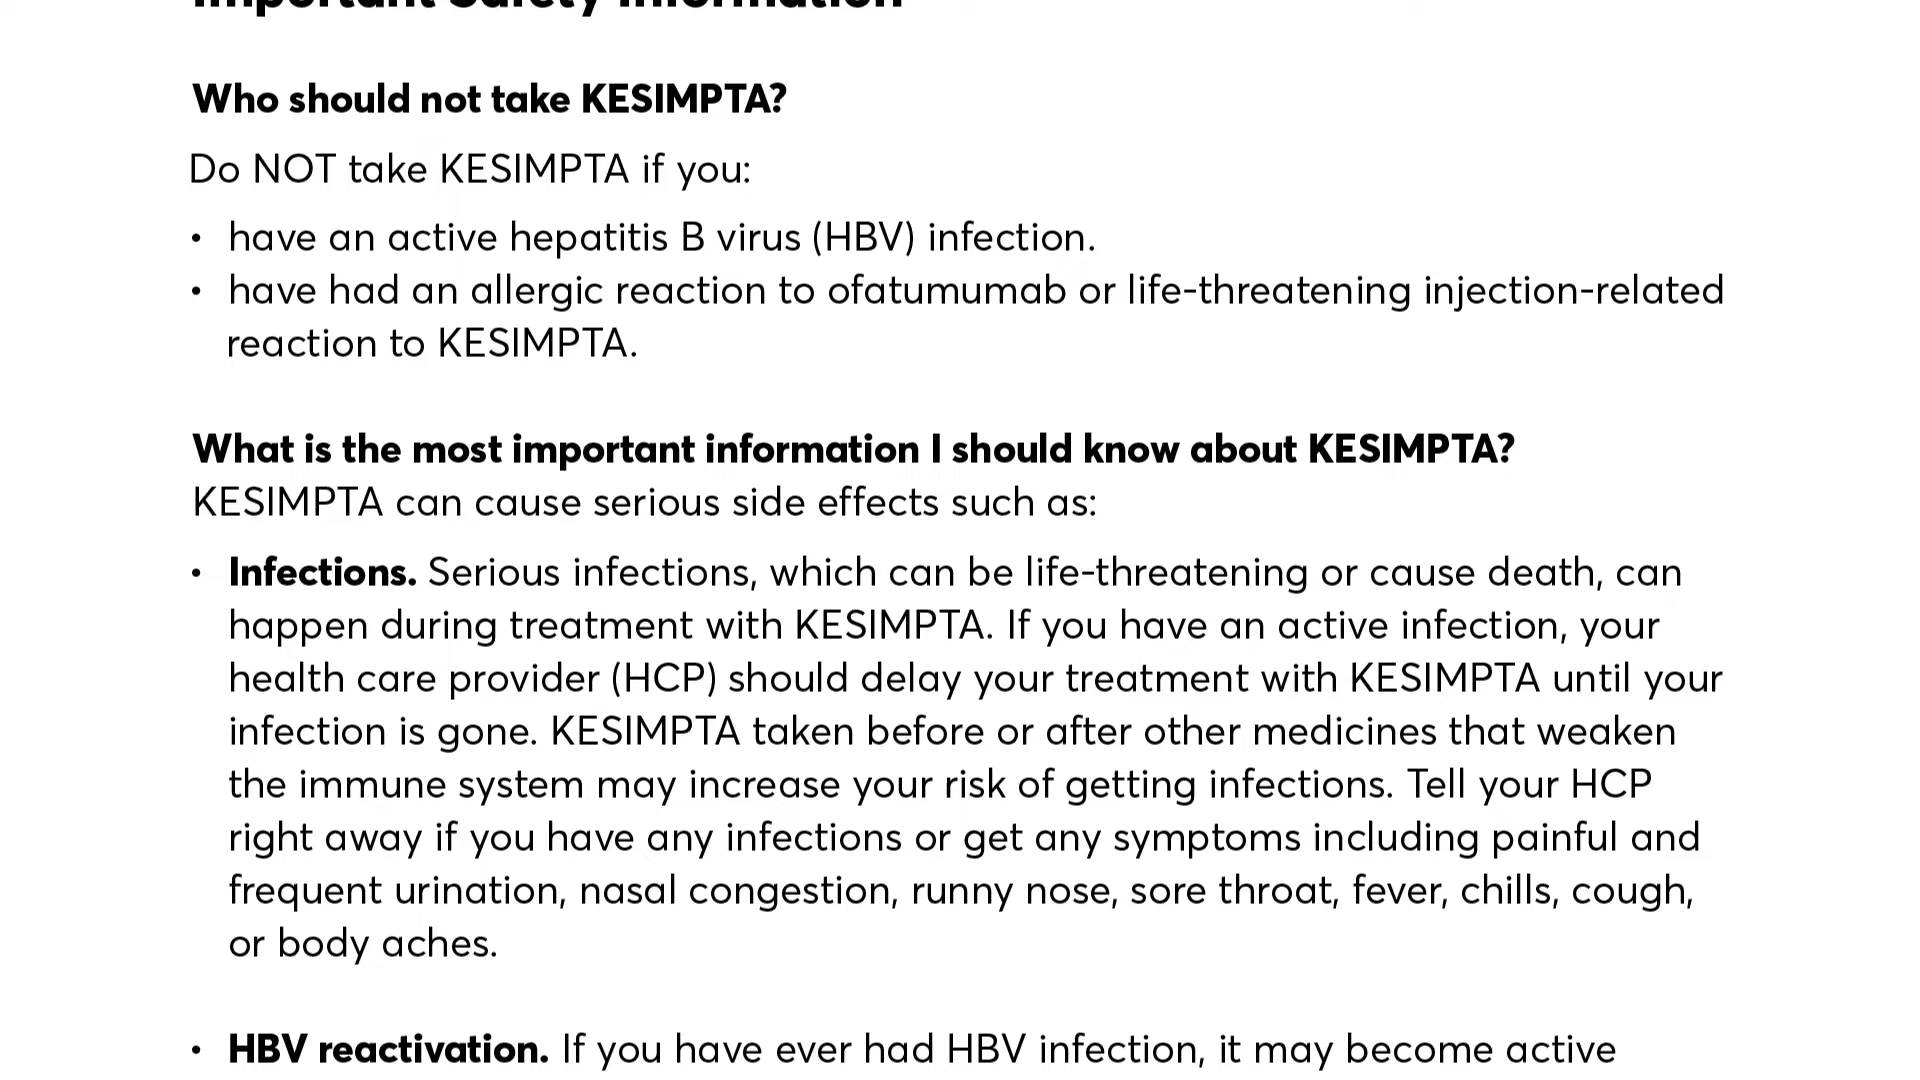 Important Safety Information
Who should not take KESIMPTA?
Do NOT take KESIMPTA if you:
• have an active hepatitis B virus (HBV) infection.
• have had an allergic reaction to ofatumumab or life-threatening injection-related
reaction to KESIMPTA.
What is the most important information I should know about KESIMPTA?
KESIMPTA can cause serious side effects such as:
• Infections. Serious infections, which can be life-threatening or cause death, can
happen during treatment with KESIMPTA. If you have an active infection, your
health care provider (HCP) should delay your treatment with KESIMPTA until your
infection is gone. KESIMPTA taken before or after other medicines that weaken
the immune system may increase your risk of getting infections. Tell your HCP
right away if you have any infections or get any symptoms including painful and
frequent urination, nasal congestion, runny nose, sore throat, fever, chills, cough,
or body aches.
• HBV reactivation. If you have ever had HBV infection, it may become active